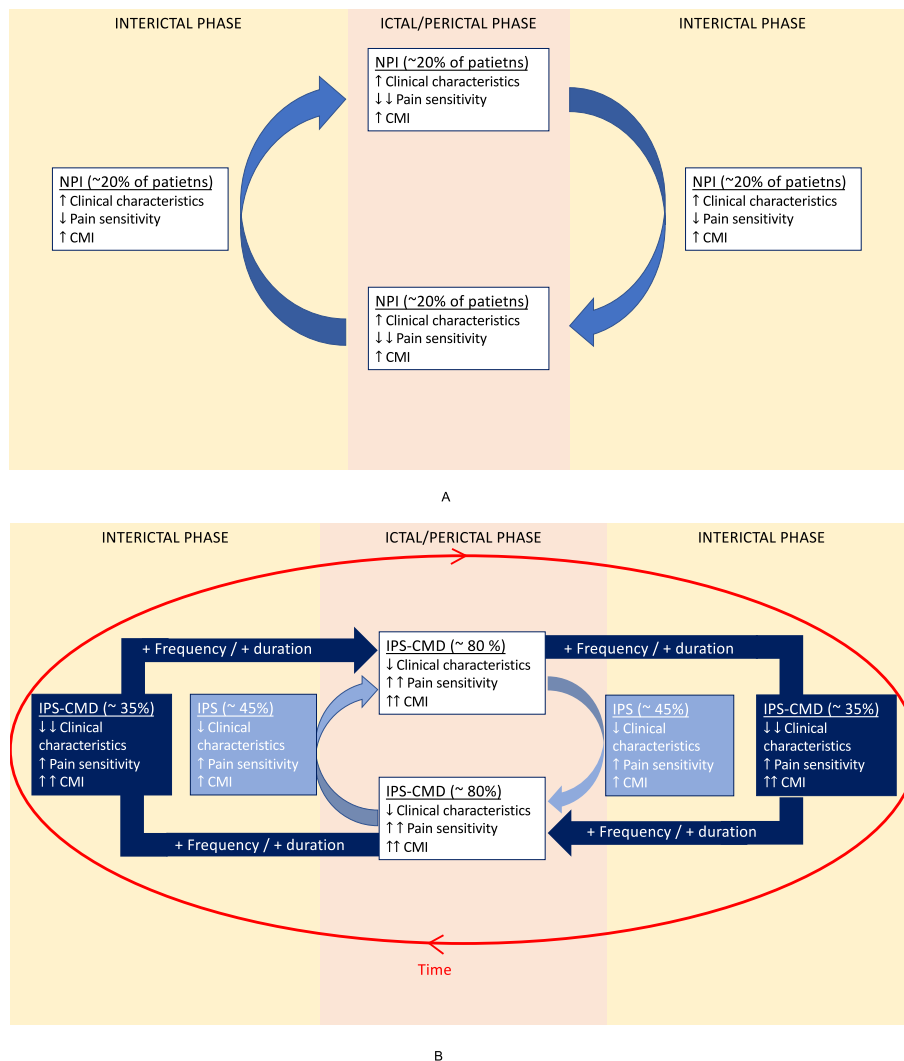 INTERICTAL PHASE
ICTAL/PERICTAL PHASE
INTERICTAL PHASE
NPI (~20% of patietns)
↑ Clinical characteristics
↓↓ Pain sensitivity
↑ CMI
NPI (~20% of patietns)
↑ Clinical characteristics
↓ Pain sensitivity
↑ CMI
NPI (~20% of patietns)
↑ Clinical characteristics
↓ Pain sensitivity
↑ CMI
NPI (~20% of patietns)
↑ Clinical characteristics
↓↓ Pain sensitivity
↑ CMI
A
INTERICTAL PHASE
ICTAL/PERICTAL PHASE
INTERICTAL PHASE
+ Frequency / + duration
IPS-CMD (~ 80 %)
↓ Clinical characteristics
↑↑ Pain sensitivity
↑↑ CMI
+ Frequency / + duration
IPS-CMD (~ 35%)
↓↓ Clinical
characteristics
↑ Pain sensitivity
↑↑ CMI
IPS (~ 45%)
↓ Clinical
characteristics
↑ Pain sensitivity
↑ CMI
IPS (~ 45%)
↓ Clinical
characteristics
↑ Pain sensitivity
↑ CMI
IPS-CMD (~ 35%)
↓↓ Clinical
characteristics
↑ Pain sensitivity
↑↑ CMI
IPS-CMD (~ 80%)
↓ Clinical characteristics
↑↑ Pain sensitivity
↑↑ CMI
+ Frequency / + duration
+ Frequency / + duration
Time
B